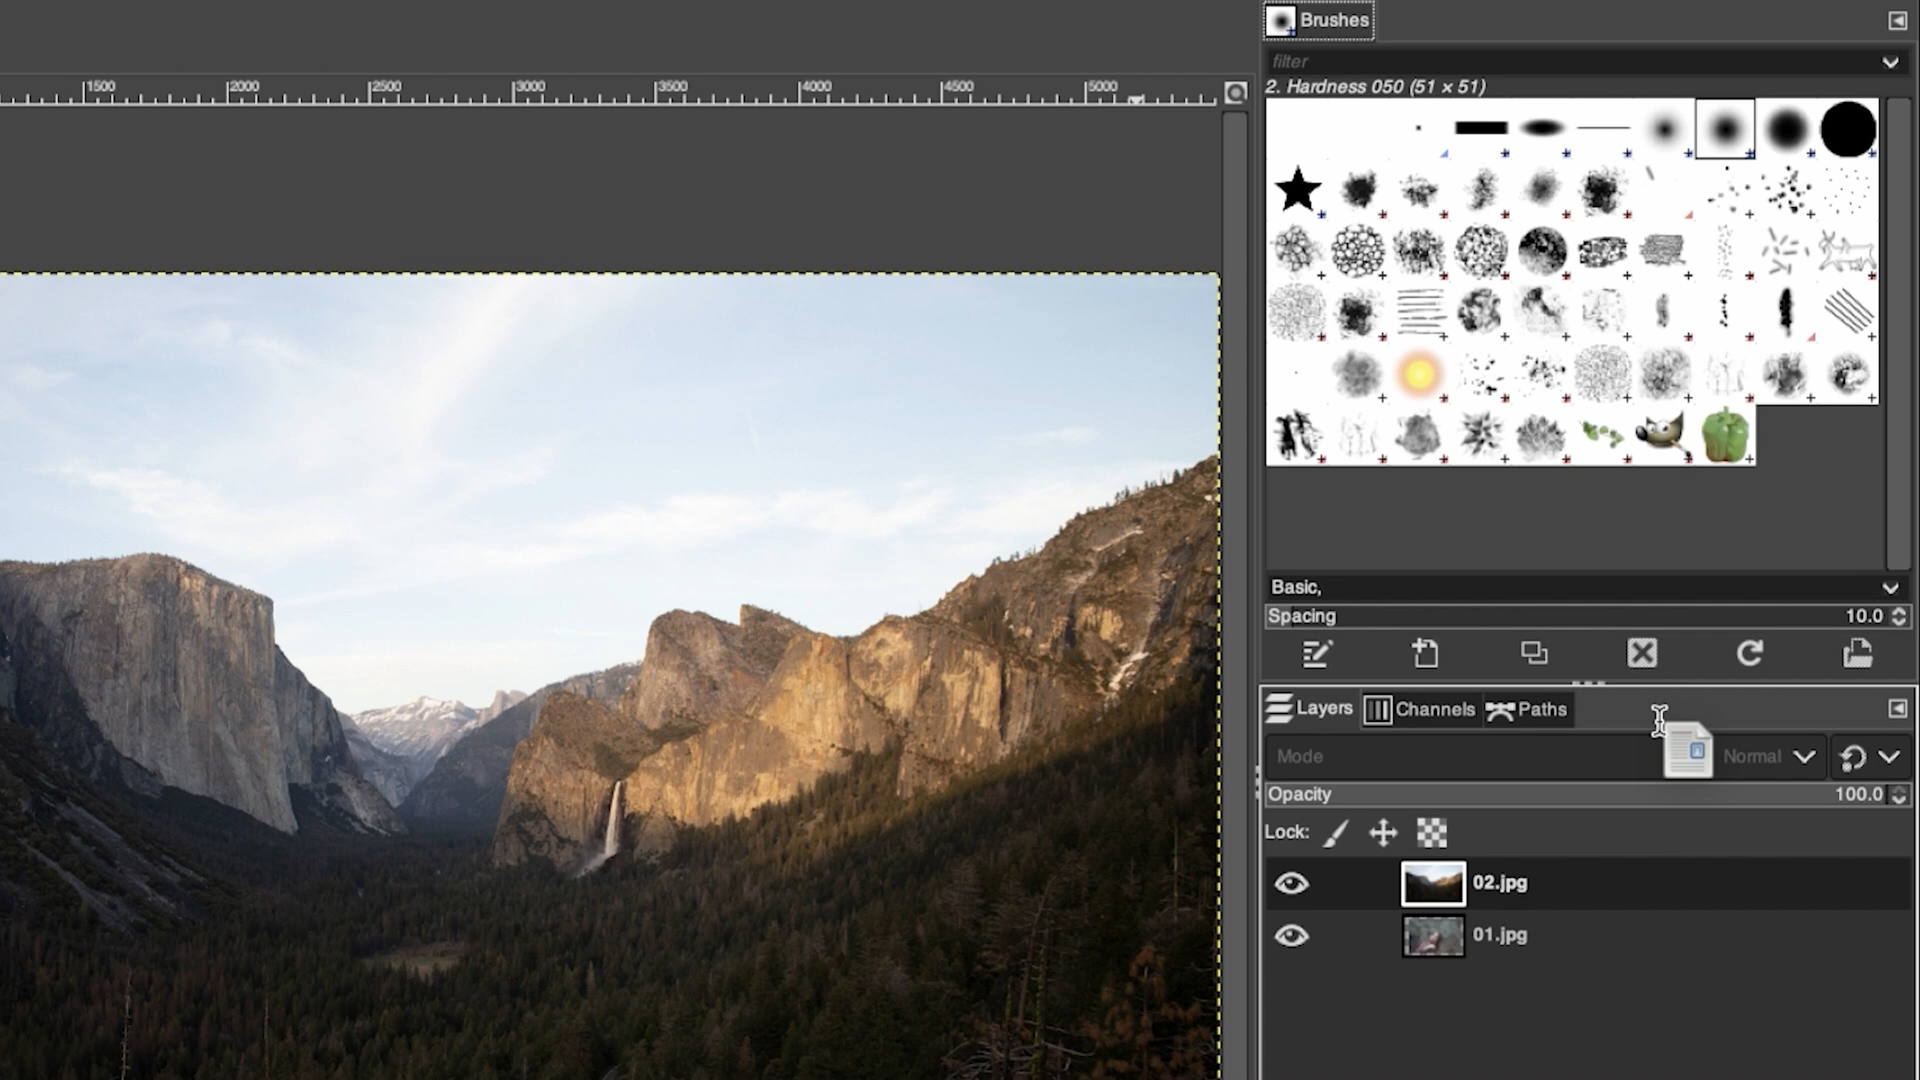 Brushes
filter
1500 2000 2500 3000 3500 4000 4500 5000
2. Hardness 050 (51 × 51)
Basic,
Spacing 10.0
Layers Channels Paths
Mode Normal
Opacity 100.0
Lock:
02.jpg
01.jpg